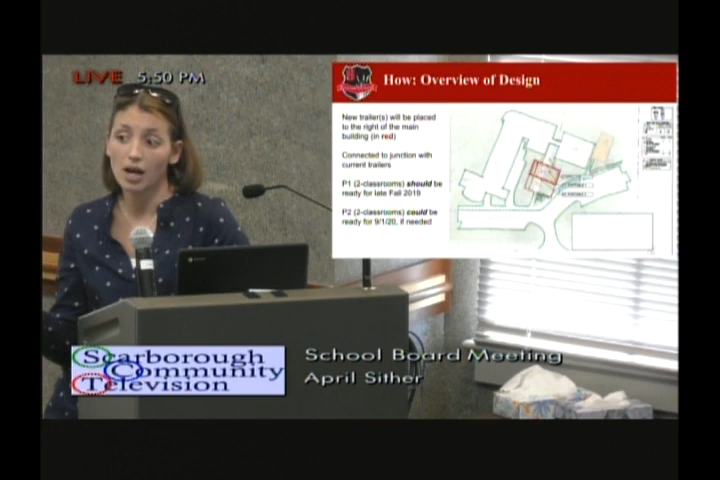 LIVE 5:50 PM
How: Overview of Design
New trailer(s) will be placed
to the right of the main
building (in red)
Connected to junction with
current trailers
P1 (2-classrooms) should be
ready for late Fall 2019
P2 (2-classrooms) could be
ready for 9/1/20, if needed
Scarborough
Community
Television
School Board Meeting
April Sither